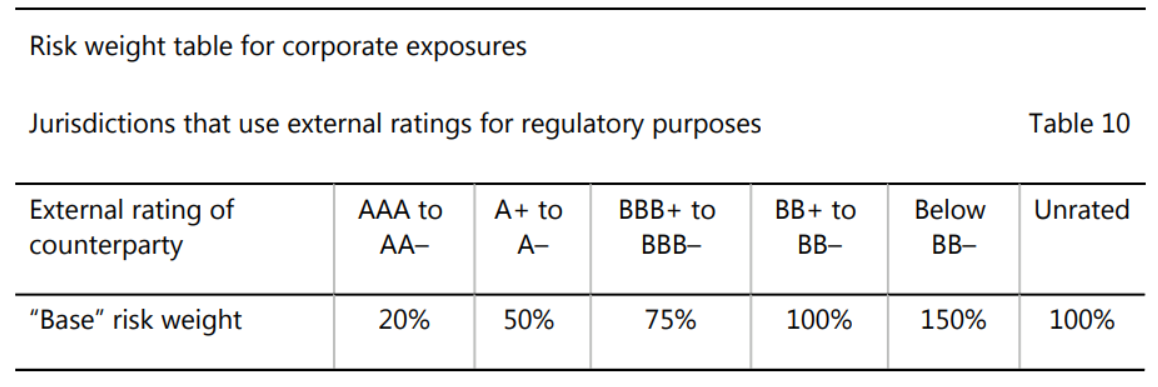 Risk weight table for corporate exposures
Jurisdictions that use external ratings for regulatory purposes Table 10
External rating of counterparty AAA to AA– A+ to A– BBB+ to BBB– BB+ to BB– Below BB– Unrated
“Base” risk weight 20% 50% 75% 100% 150% 100%